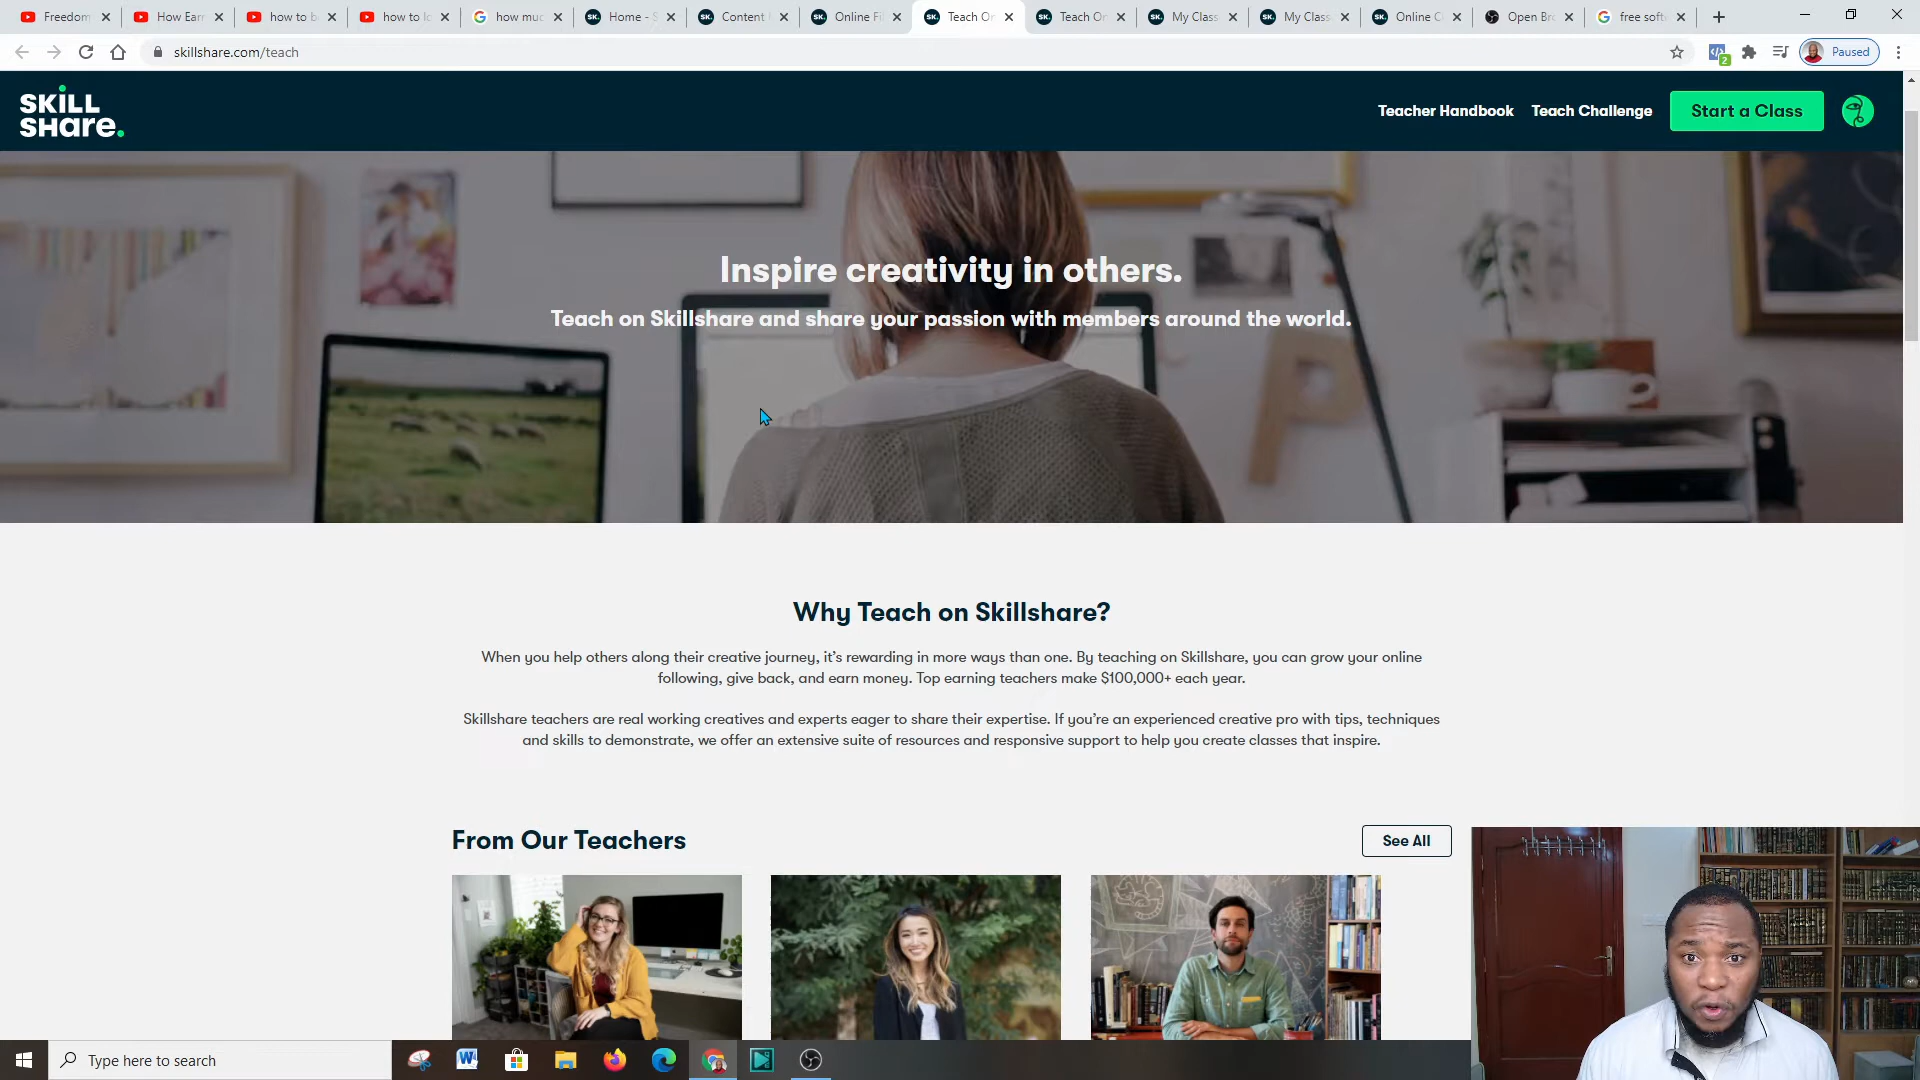 Freedom
How Earn
how to b
how to lo
how muc
Home - S
Content
Online Fi
Teach On
Teach On
My Class
My Class
Online C
Open Bro
free soft
skillshare.com/teach
2
Paused
SKILL
SHare.
Teacher Handbook
Teach Challenge
Start a Class
Inspire creativity in others.
Teach on Skillshare and share your passion with members around the world.
Why Teach on Skillshare?
When you help others along their creative journey, it's rewarding in more ways than one. By teaching on Skillshare, you can grow your online
following, give back, and earn money. Top earning teachers make $100,000+ each year.
Skillshare teachers are real working creatives and experts eager to share their expertise. If you're an experienced creative pro with tips, techniques
and skills to demonstrate, we offer an extensive suite of resources and responsive support to help you create classes that inspire.
From Our Teachers
See All
Type here to search